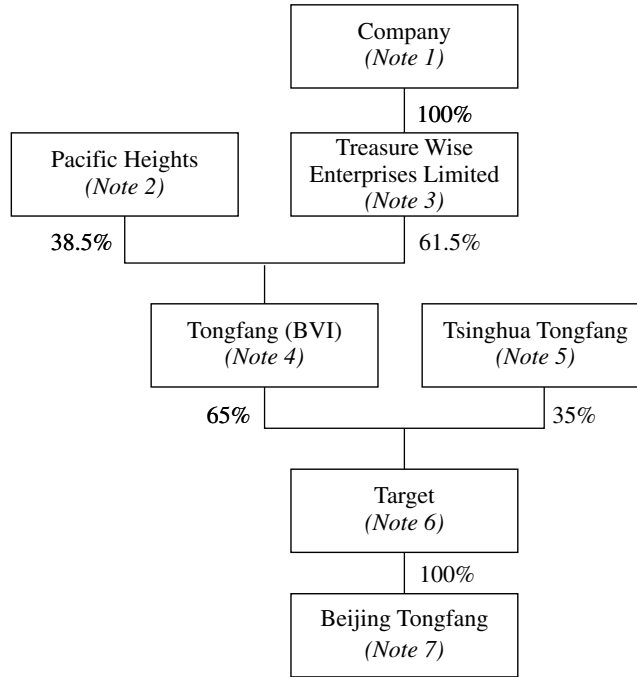 Company
(Note 1)
100%
Pacific Heights
(Note 2)
Treasure Wise
Enterprises Limited
(Note 3)
38.5%
61.5%
Tongfang (BVI)
(Note 4)
Tsinghua Tongfang
(Note 5)
65%
35%
Target
(Note 6)
100%
Beijing Tongfang
(Note 7)